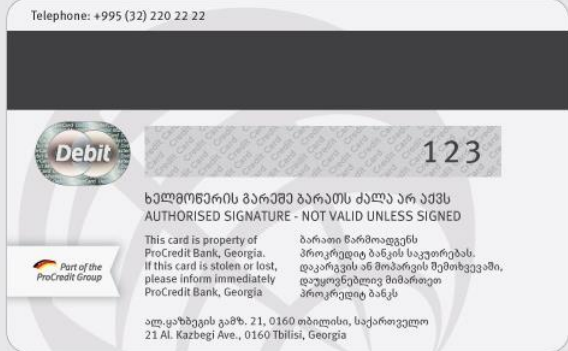 Telephone: +995 (32) 220 22 22
Debit
123
ხელმოწერის გარეშე ბარათს ძალა არ აქვს
AUTHORISED SIGNATURE - NOT VALID UNLESS SIGNED
This card is property of
ProCredit Bank, Georgia.
If this card is stolen or lost,
please inform immediately
ProCredit Bank, Georgia
ბარათი წარმოადგენს
პროკრედიტ ბანკის საკუთრებას.
დაკარგვის ან მოპარვის შემთხვევაში,
დაუყოვნებლივ მიმართეთ
პროკრედიტ ბანკს
Part of the
ProCredit Group
ალ.ყაზბეგის გამზ. 21, 0160 თბილისი, საქართველო
21 Al. Kazbegi Ave., 0160 Tbilisi, Georgia